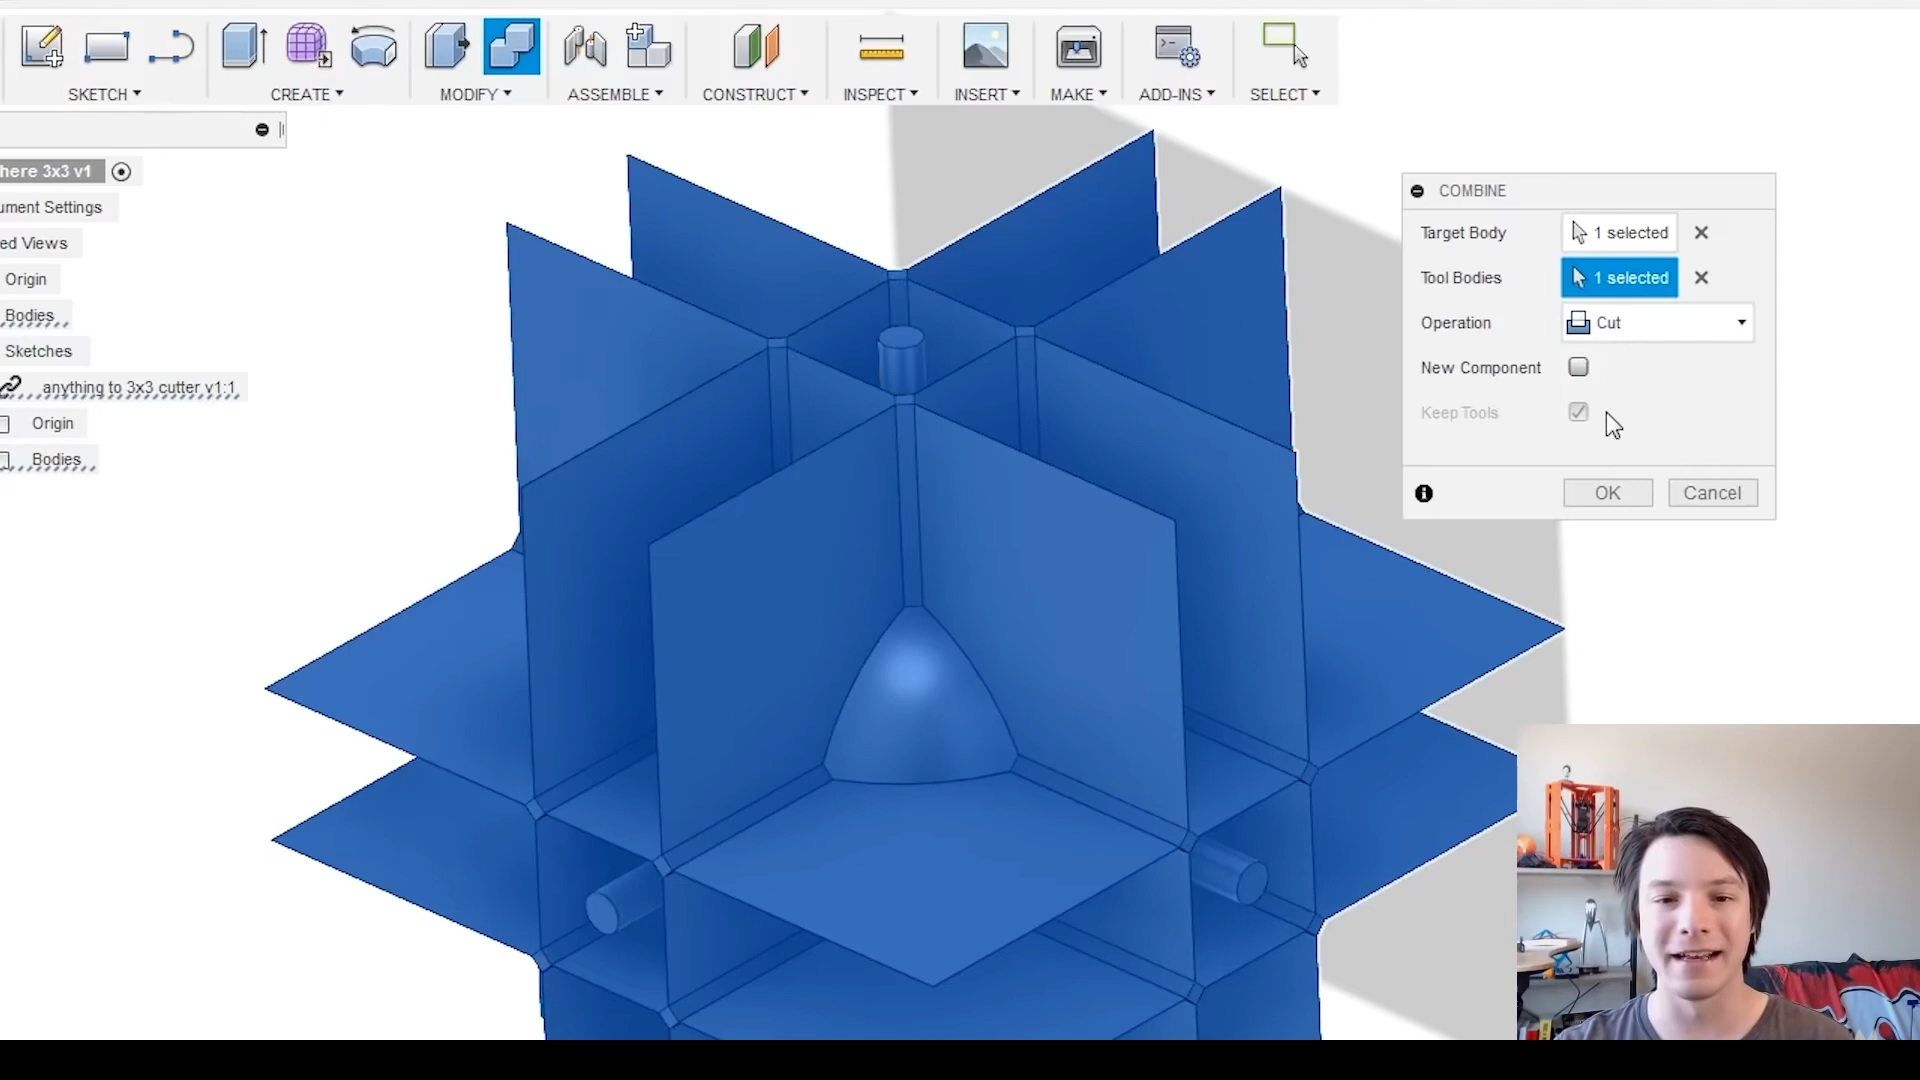 SKETCH CREATE MODIFY ASSEMBLE CONSTRUCT INSPECT INSERT MAKE ADD-INS SELECT
here 3x3 v1
ument Settings
ed Views
Origin
Bodies
Sketches
anything to 3x3 cutter v1:1
Origin
Bodies
COMBINE
Target Body 1 selected
Tool Bodies 1 selected
Operation Cut
New Component
Keep Tools
OK Cancel